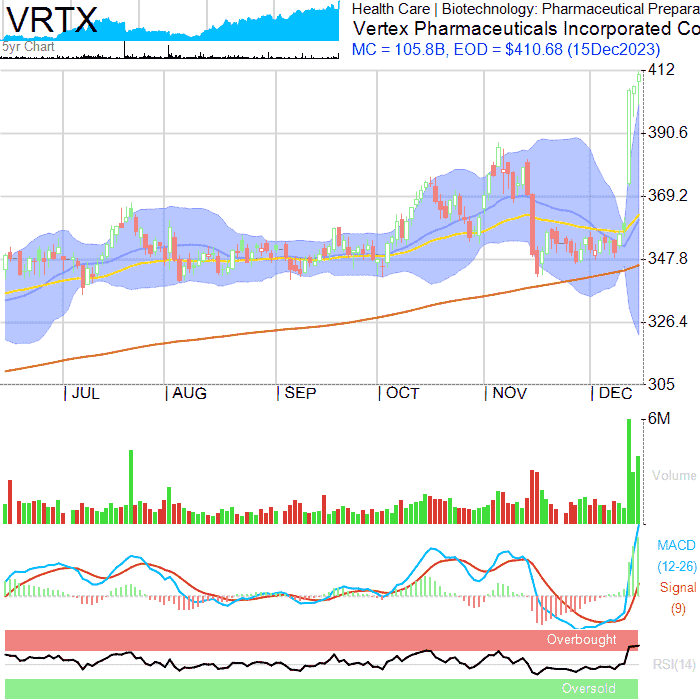 VRTX
5yr Chart
Health Care | Biotechnology: Pharmaceutical Prepara
Vertex Pharmaceuticals Incorporated Co
MC = 105.8B, EOD = $410.68 (15Dec2023)
412
390.6
369.2
347.8
326.4
305
JUL AUG SEP OCT NOV DEC
6M
Volume
MACD
(12-26)
Signal
(9)
Overbought
RSI(14)
Oversold